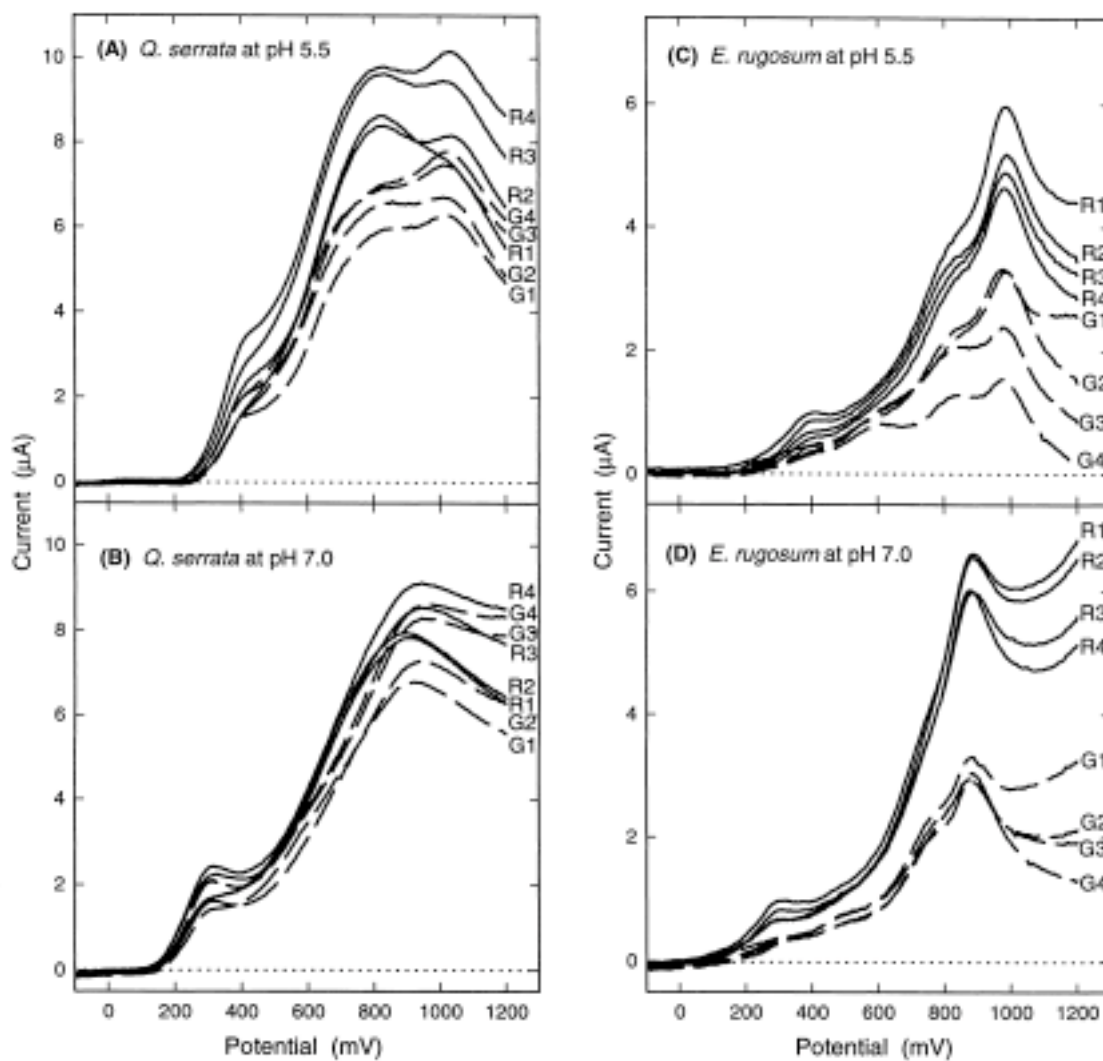 (A) Q. serrata at pH 5.5
10
8
6
4
2
0
R4
R3
R2
G4
G3
R1
G2
G1
Current (μA)
(B) Q. serrata at pH 7.0
10
8
6
4
2
0
R4
G4
G3
R3
R2
R1
G2
G1
0 200 400 600 800 1000 1200
Potential (mV)
(C) E. rugosum at pH 5.5
6
4
2
0
R1
R2
R3
R4
G1
G2
G3
G4
Current (μA)
(D) E. rugosum at pH 7.0
6
4
2
0
R1
R2
R3
R4
G1
G2
G3
G4
0 200 400 600 800 1000 1200
Potential (mV)